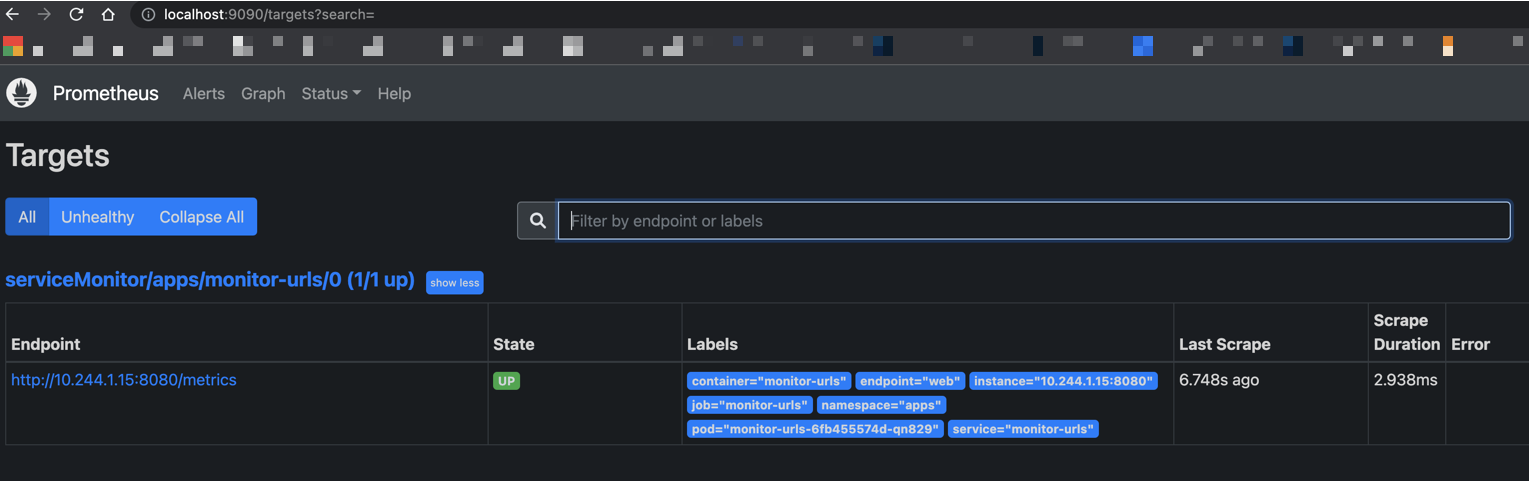 localhost:9090/targets?search=
Prometheus Alerts Graph Status Help
Targets
All Unhealthy Collapse All
Filter by endpoint or labels
serviceMonitor/apps/monitor-urls/0 (1/1 up) show less
Endpoint State Labels Last Scrape Scrape Duration Error
http://10.244.1.15:8080/metrics UP container="monitor-urls" endpoint="web" instance="10.244.1.15:8080" 6.748s ago 2.938ms
job="monitor-urls" namespace="apps"
pod="monitor-urls-6fb455574d-qn829" service="monitor-urls"